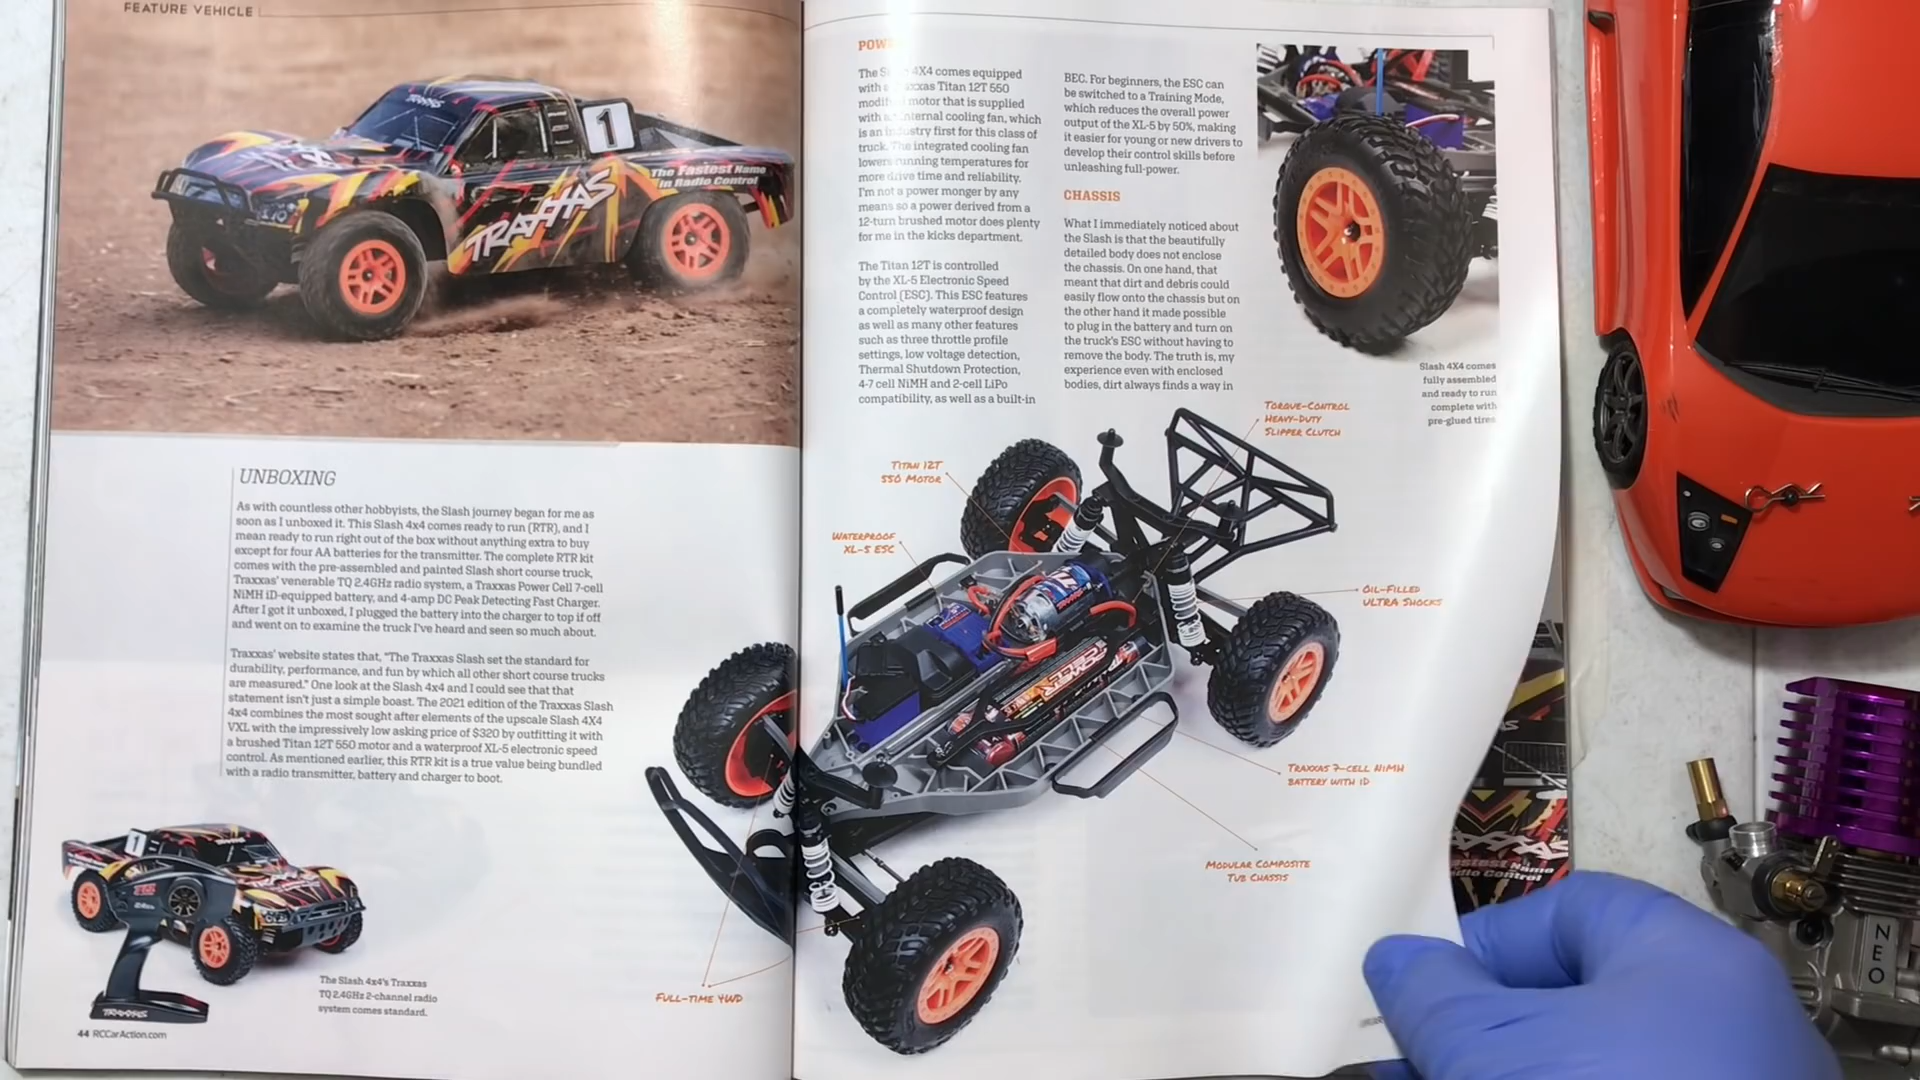 FEATURE VEHICLE
TRAXXAS
1
The Fastest Name
in Radio Control
TRAXXAS
UNBOXING
As with countless other hobbyists, the Slash journey began for me as
soon as I unboxed it. This Slash 4x4 comes ready to run (RTR), and I
mean ready to run right out of the box without anything extra to buy
except for four AA batteries for the transmitter. The complete RTR kit
comes with the pre-assembled and painted Slash short course truck,
Traxxas' venerable TQ 2.4GHz radio system, a Traxxas Power Cell 7-cell
NiMH iD-equipped battery, and 4-amp DC Peak Detecting Fast Charger.
After I got it unboxed, I plugged the battery into the charger to top if off
and went on to examine the truck I've heard and seen so much about.
Traxxas' website states that, "The Traxxas Slash set the standard for
durability, performance, and fun by which all other short course trucks
are measured." One look at the Slash 4x4 and I could see that that
statement isn't just a simple boast. The 2021 edition of the Traxxas Slash
4x4 combines the most sought after elements of the upscale Slash 4X4
VXL with the impressively low asking price of $320 by outfitting it with
a brushed Titan 12T 550 motor and a waterproof XL-5 electronic speed
control. As mentioned earlier, this RTR kit is a true value being bundled
with a radio transmitter, battery and charger to boot.
1
TRAXXAS
The Slash 4x4's Traxxas
TQ 2.4GHz 2-channel radio
system comes standard.
44 RCCarAction.com
The 4X4 comes equipped
with Titan 12T 550
motor that is supplied
with internal cooling fan, which
is an industry first for this class of
truck. The integrated cooling fan
lowers running temperatures for
more drive time and reliability.
I'm not a power monger by any
means so a power derived from a
12-turn brushed motor does plenty
for me in the kicks department.
The Titan 12T is controlled
by the XL-5 Electronic Speed
Control (ESC). This ESC features
a completely waterproof design
as well as many other features
such as three throttle profile
settings, low voltage detection,
Thermal Shutdown Protection,
4-7 cell NiMH and 2-cell LiPo
compatibility, as well as a built-in
BEC. For beginners, the ESC can
be switched to a Training Mode,
which reduces the overall power
output of the XL-5 by 50%, making
it easier for young or new drivers to
develop their control skills before
unleashing full-power.
CHASSIS
What I immediately noticed about
the Slash is that the beautifully
detailed body does not enclose
the chassis. On one hand, that
meant that dirt and debris could
easily flow onto the chassis but on
the other hand it made possible
to plug in the battery and turn on
the truck's ESC without having to
remove the body. The truth is, my
experience even with enclosed
bodies, dirt always finds a way in
Slash 4X4 comes
fully assembled
and ready to run
complete with
pre-glued tires
TORQUE-CONTROL
HEAVY-DUTY
SLIPPER CLUTCH
TITAN 12T
550 MOTOR
WATERPROOF
XL-5 ESC
OIL-FILLED
ULTRA SHOCKS
TRAXXAS 7-CELL NIMH
BATTERY WITH ID
MODULAR COMPOSITE
TUB CHASSIS
FULL-TIME 4WD
NEO